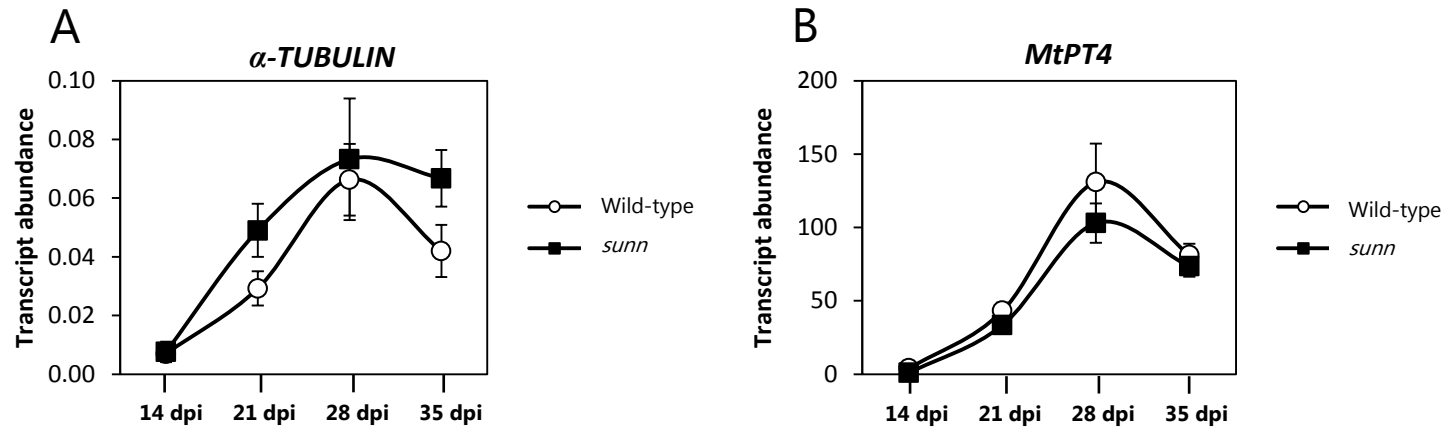 A
α-TUBULIN
Transcript abundance
0.10
0.08
0.06
0.04
0.02
0.00
14 dpi 21 dpi 28 dpi 35 dpi
Wild-type
sunn
B
MtPT4
Transcript abundance
200
150
100
50
0
14 dpi 21 dpi 28 dpi 35 dpi
Wild-type
sunn